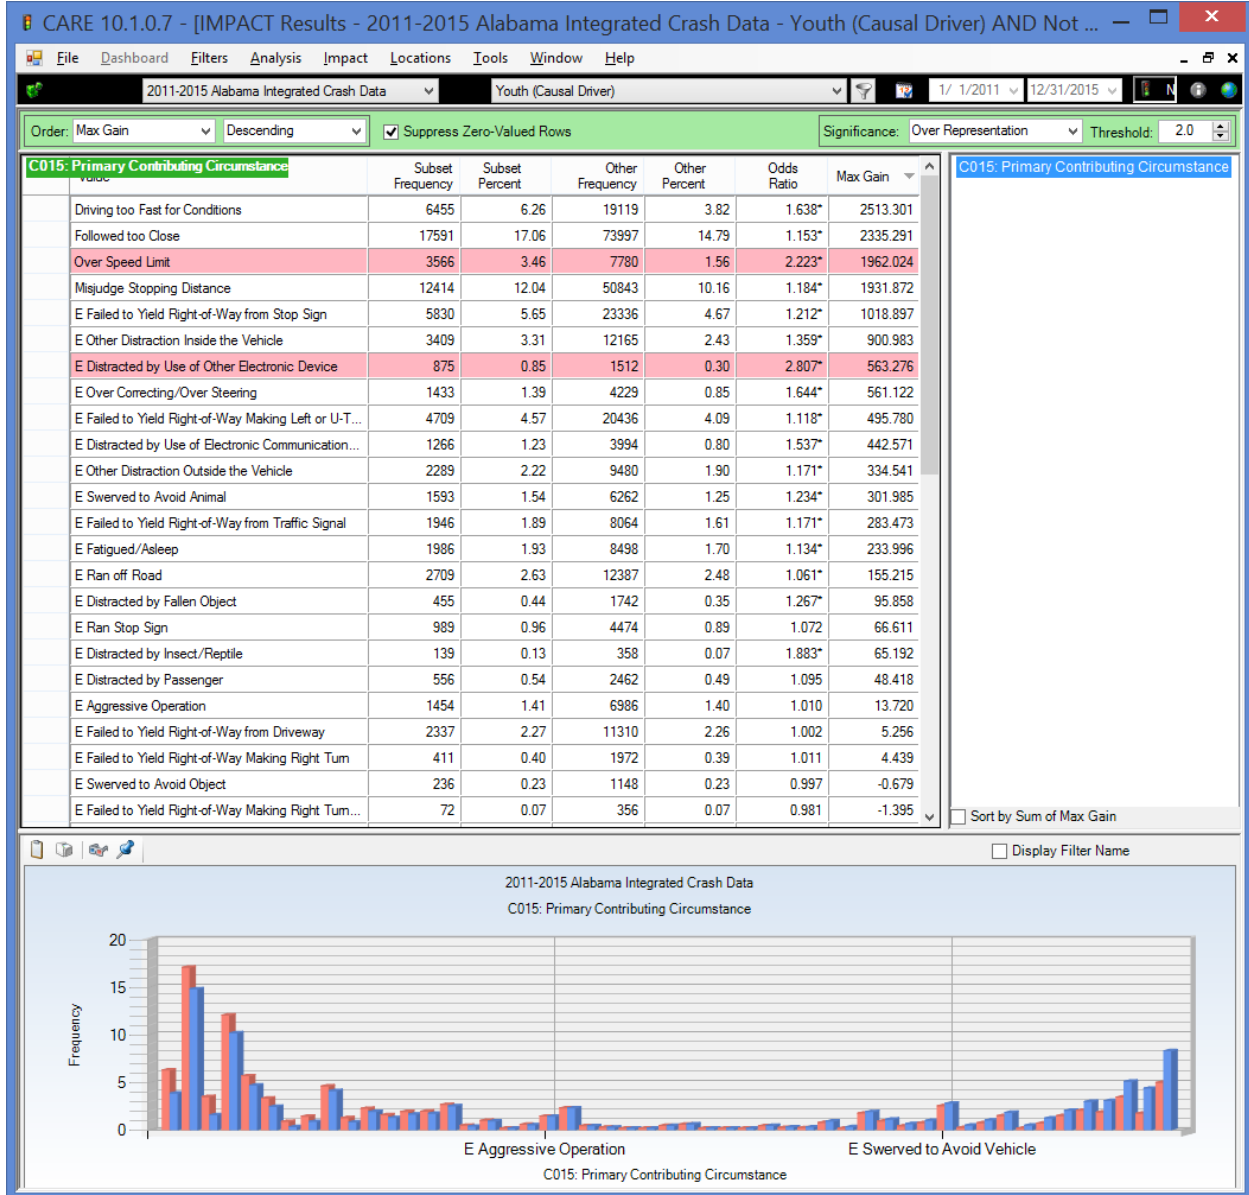 CARE 10.1.0.7 - [IMPACT Results - 2011-2015 Alabama Integrated Crash Data - Youth (Causal Driver) AND Not ...
File Dashboard Filters Analysis Impact Locations Tools Window Help
2011-2015 Alabama Integrated Crash Data Youth (Causal Driver) 1/ 1/2011 12/31/2015 N
Order: Max Gain Descending Suppress Zero-Valued Rows Significance: Over Representation Threshold: 2.0
C015: Primary Contributing Circumstance Subset Frequency Subset Percent Other Frequency Other Percent Odds Ratio Max Gain
Driving too Fast for Conditions 6455 6.26 19119 3.82 1.638* 2513.301
Followed too Close 17591 17.06 73997 14.79 1.153* 2335.291
Over Speed Limit 3566 3.46 7780 1.56 2.223* 1962.024
Misjudge Stopping Distance 12414 12.04 50843 10.16 1.184* 1931.872
E Failed to Yield Right-of-Way from Stop Sign 5830 5.65 23336 4.67 1.212* 1018.897
E Other Distraction Inside the Vehicle 3409 3.31 12165 2.43 1.359* 900.983
E Distracted by Use of Other Electronic Device 875 0.85 1512 0.30 2.807* 563.276
E Over Correcting/Over Steering 1433 1.39 4229 0.85 1.644* 561.122
E Failed to Yield Right-of-Way Making Left or U-T... 4709 4.57 20436 4.09 1.118* 495.780
E Distracted by Use of Electronic Communication... 1266 1.23 3994 0.80 1.537* 442.571
E Other Distraction Outside the Vehicle 2289 2.22 9480 1.90 1.171* 334.541
E Swerved to Avoid Animal 1593 1.54 6262 1.25 1.234* 301.985
E Failed to Yield Right-of-Way from Traffic Signal 1946 1.89 8064 1.61 1.171* 283.473
E Fatigued/Asleep 1986 1.93 8498 1.70 1.134* 233.996
E Ran off Road 2709 2.63 12387 2.48 1.061* 155.215
E Distracted by Fallen Object 455 0.44 1742 0.35 1.267* 95.858
E Ran Stop Sign 989 0.96 4474 0.89 1.072 66.611
E Distracted by Insect/Reptile 139 0.13 358 0.07 1.883* 65.192
E Distracted by Passenger 556 0.54 2462 0.49 1.095 48.418
E Aggressive Operation 1454 1.41 6986 1.40 1.010 13.720
E Failed to Yield Right-of-Way from Driveway 2337 2.27 11310 2.26 1.002 5.256
E Failed to Yield Right-of-Way Making Right Turn 411 0.40 1972 0.39 1.011 4.439
E Swerved to Avoid Object 236 0.23 1148 0.23 0.997 -0.679
E Failed to Yield Right-of-Way Making Right Turn... 72 0.07 356 0.07 0.981 -1.395
C015: Primary Contributing Circumstance
Sort by Sum of Max Gain
Display Filter Name
2011-2015 Alabama Integrated Crash Data
C015: Primary Contributing Circumstance
20
15
10
5
0
Frequency
E Aggressive Operation E Swerved to Avoid Vehicle
C015: Primary Contributing Circumstance